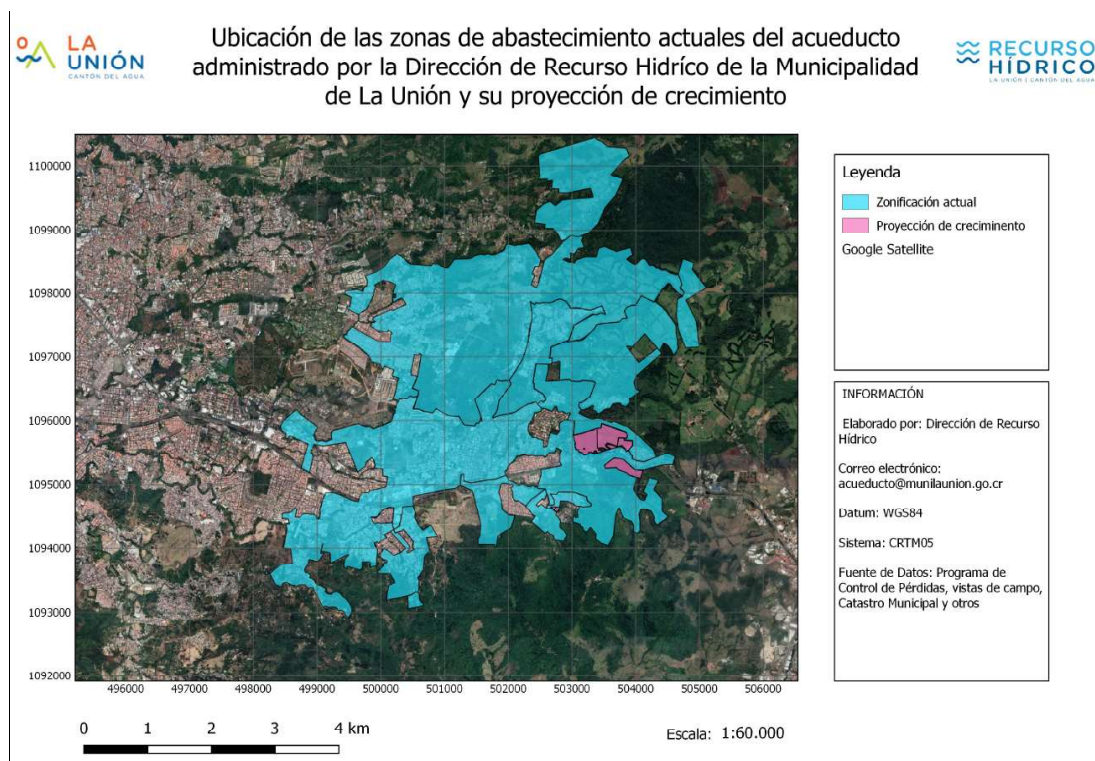 LA
UNIÓN
CANTÓN DEL AGUA
Ubicación de las zonas de abastecimiento actuales del acueducto
administrado por la Dirección de Recurso Hidríco de la Municipalidad
de La Unión y su proyección de crecimiento
RECURSO
HÍDRICO
LA UNIÓN | CANTÓN DEL AGUA
1100000
1099000
1098000
1097000
1096000
1095000
1094000
1093000
1092000
496000 497000 498000 499000 500000 501000 502000 503000 504000 505000 506000
Leyenda
Zonificación actual
Proyección de creciminento
Google Satellite
INFORMACIÓN
Elaborado por: Dirección de Recurso
Hídrico
Correo electrónico:
acueducto@munilaunion.go.cr
Datum: WGS84
Sistema: CRTM05
Fuente de Datos: Programa de
Control de Pérdidas, vistas de campo,
Catastro Municipal y otros
0 1 2 3 4 km
Escala: 1:60.000